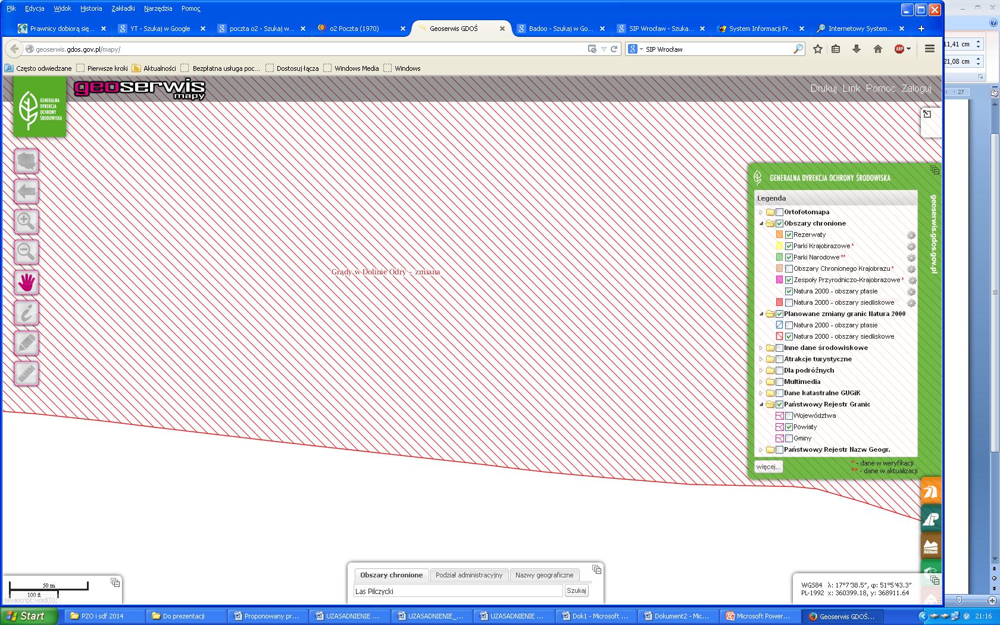 Plik Edycja Widok Historia Zakładki Narzędzia Pomoc
Prawnicy dobiorą się... YT - Szukaj w Google poczta o2 - Szukaj w... o2 Poczta (1970) Geoserwis GDOŚ Badoo - Szukaj w Go... SIP Wrocław - Szuka... System Informacji Pr... Internetowy System...
geoserwis.gdos.gov.pl/mapy/ SIP Wrocław ABP
Często odwiedzane Pierwsze kroki Aktualności Bezpłatna usługa poc... Dostosuj łącza Windows Media Windows
11,41 cm
21,08 cm
27
geoserwis
mapy
Drukuj Link Pomoc Zaloguj
GENERALNA
DYREKCJA
OCHRONY
ŚRODOWISKA
Grądy w Dolinie Odry - zmiana
GENERALNA DYREKCJA OCHRONY ŚRODOWISKA
geoserwis.gdos.gov.pl
Legenda
Ortofotomapa
Obszary chronione
Rezerwaty
Parki Krajobrazowe *
Parki Narodowe **
Obszary Chronionego Krajobrazu *
Zespoły Przyrodniczo-Krajobrazowe *
Natura 2000 - obszary ptasie
Natura 2000 - obszary siedliskowe
Planowane zmiany granic Natura 2000
Natura 2000 - obszary ptasie
Natura 2000 - obszary siedliskowe
Inne dane środowiskowe
Atrakcje turystyczne
Dla podróżnych
Multimedia
Dane katastralne GUGiK
Państwowy Rejestr Granic
Województwa
Powiaty
Gminy
Państwowy Rejestr Nazw Geogr.
więcej...
* - dane w weryfikacji
** - dane w aktualizacji
50 m
100 ft
javascript:void(0);
Obszary chronione Podział administracyjny Nazwy geograficzne
Las Pilczycki Szukaj
WGS84 λ: 17°7'38.5", φ: 51°5'43.3"
PL-1992 x: 360399.18, y: 368911.64
Start PZO i sdf 2014 Do prezentacji Proponowany pr... UZASADNIENIE ... UZASADNIENIE_... UZASADNIENIE ... Dok1 - Microsoft ... Dokument2 - Mic... Microsoft Power... Geoserwis GDOŚ... 21:16